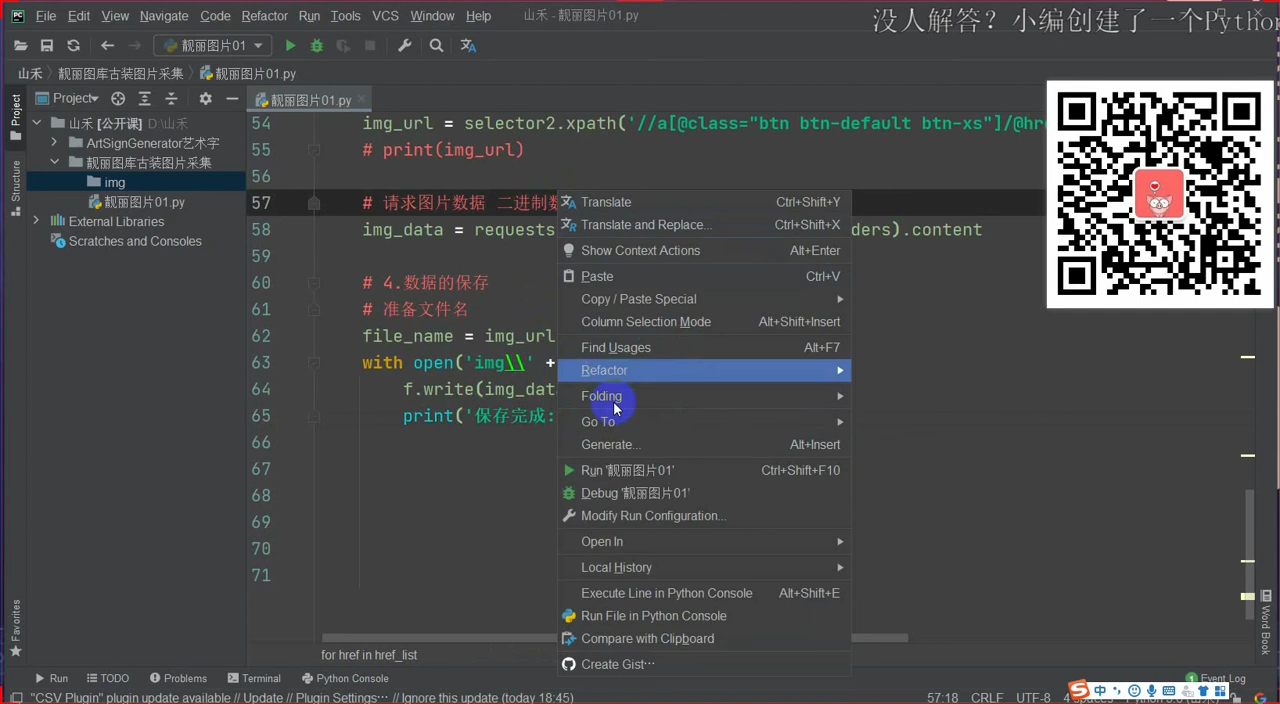 File Edit View Navigate Code Refactor Run Tools VCS Window Help 山禾 - 靓丽图片01.py
没人解答？小编创建了一个Python
靓丽图片01
山禾 〉 靓丽图库古装图片采集 〉 靓丽图片01.py
Project
靓丽图片01.py
Project
Structure
Favorites
山禾 [公开课] D:\山禾
ArtSignGenerator艺术字
靓丽图库古装图片采集
img
靓丽图片01.py
External Libraries
Scratches and Consoles
54 img_url = selector2.xpath('//a[@class="btn btn-default btn-xs"]/@hre
55 # print(img_url)
56
57 # 请求图片数据 二进制数
58 img_data = requests ders).content
59
60 # 4.数据的保存
61 # 准备文件名
62 file_name = img_url
63 with open('img\\' +
64 f.write(img_dat
65 print('保存完成:
66
67
68
69
70
71
Translate Ctrl+Shift+Y
Translate and Replace... Ctrl+Shift+X
Show Context Actions Alt+Enter
Paste Ctrl+V
Copy / Paste Special
Column Selection Mode Alt+Shift+Insert
Find Usages Alt+F7
Refactor
Folding
Go To
Generate... Alt+Insert
Run '靓丽图片01' Ctrl+Shift+F10
Debug '靓丽图片01'
Modify Run Configuration...
Open In
Local History
Execute Line in Python Console Alt+Shift+E
Run File in Python Console
Compare with Clipboard
Create Gist...
Word Book
for href in href_list
Run TODO Problems Terminal Python Console 1 Event Log
"CSV Plugin" plugin update available // Update // Plugin Settings... // Ignore this update (today 18:45) 57:18 CRLF UTF-8 4 spaces
中